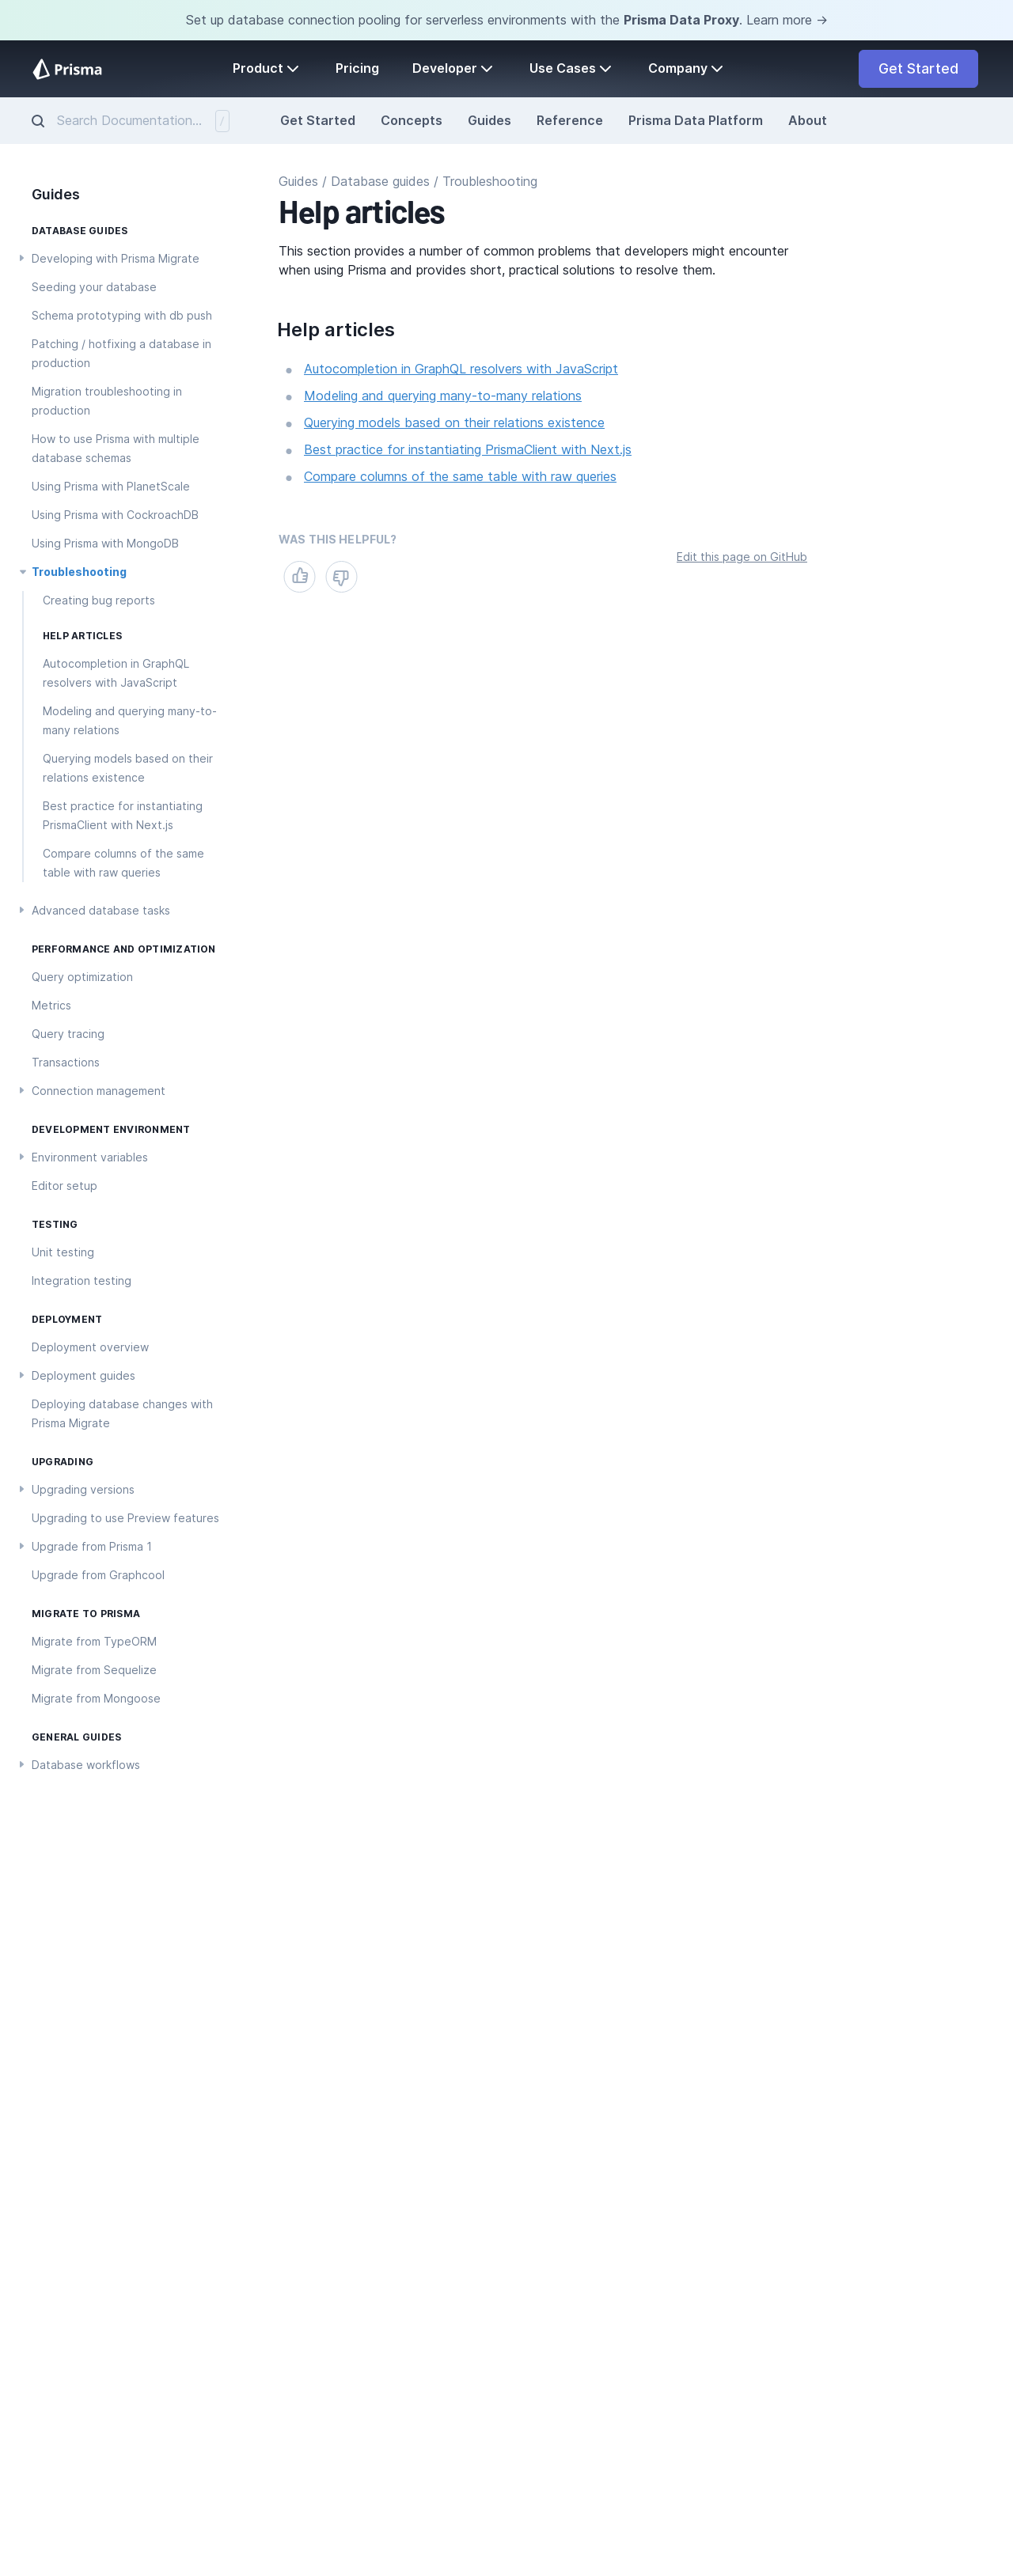 Set up database connection pooling for serverless environments with the Prisma Data Proxy. Learn more →
Prisma
Product
Pricing
Developer
Use Cases
Company
Get Started
Search Documentation...
/
Get Started
Concepts
Guides
Reference
Prisma Data Platform
About
Guides
DATABASE GUIDES
Developing with Prisma Migrate
Seeding your database
Schema prototyping with db push
Patching / hotfixing a database in
production
Migration troubleshooting in
production
How to use Prisma with multiple
database schemas
Using Prisma with PlanetScale
Using Prisma with CockroachDB
Using Prisma with MongoDB
Troubleshooting
Creating bug reports
HELP ARTICLES
Autocompletion in GraphQL
resolvers with JavaScript
Modeling and querying many-to-
many relations
Querying models based on their
relations existence
Best practice for instantiating
PrismaClient with Next.js
Compare columns of the same
table with raw queries
Advanced database tasks
PERFORMANCE AND OPTIMIZATION
Query optimization
Metrics
Query tracing
Transactions
Connection management
DEVELOPMENT ENVIRONMENT
Environment variables
Editor setup
TESTING
Unit testing
Integration testing
DEPLOYMENT
Deployment overview
Deployment guides
Deploying database changes with
Prisma Migrate
UPGRADING
Upgrading versions
Upgrading to use Preview features
Upgrade from Prisma 1
Upgrade from Graphcool
MIGRATE TO PRISMA
Migrate from TypeORM
Migrate from Sequelize
Migrate from Mongoose
GENERAL GUIDES
Database workflows
Guides / Database guides / Troubleshooting
Help articles
This section provides a number of common problems that developers might encounter
when using Prisma and provides short, practical solutions to resolve them.
Help articles
Autocompletion in GraphQL resolvers with JavaScript
Modeling and querying many-to-many relations
Querying models based on their relations existence
Best practice for instantiating PrismaClient with Next.js
Compare columns of the same table with raw queries
WAS THIS HELPFUL?
Edit this page on GitHub